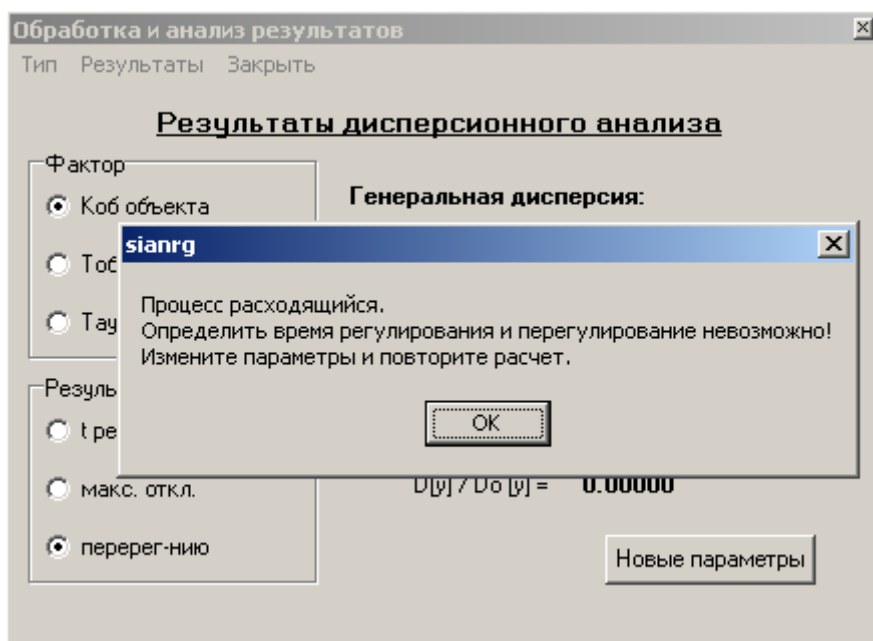 Обработка и анализ результатов
Тип Результаты Закрыть
Результаты дисперсионного анализа
Фактор
Коб объекта
Генеральная дисперсия:
sianrg
Процесс расходящийся.
Определить время регулирования и перегулирование невозможно!
Измените параметры и повторите расчет.
OK
макс. откл.
D[y] / Do [y] = 0.00000
перерег-нию
Новые параметры